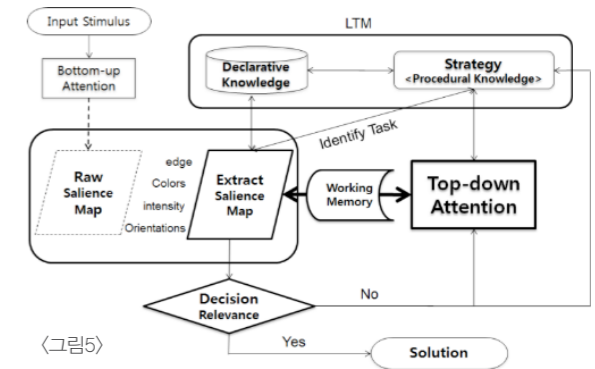 Input Stimulus
LTM
Bottom-up
Attention
Declarative
Knowledge
Strategy
<Procedural Knowledge>
Identify Task
Raw
Salience
Map
edge
Colors
intensity
Orientations
Extract
Salience
Map
Working
Memory
Top-down
Attention
Decision
Relevance
No
Yes
Solution
〈그림5〉